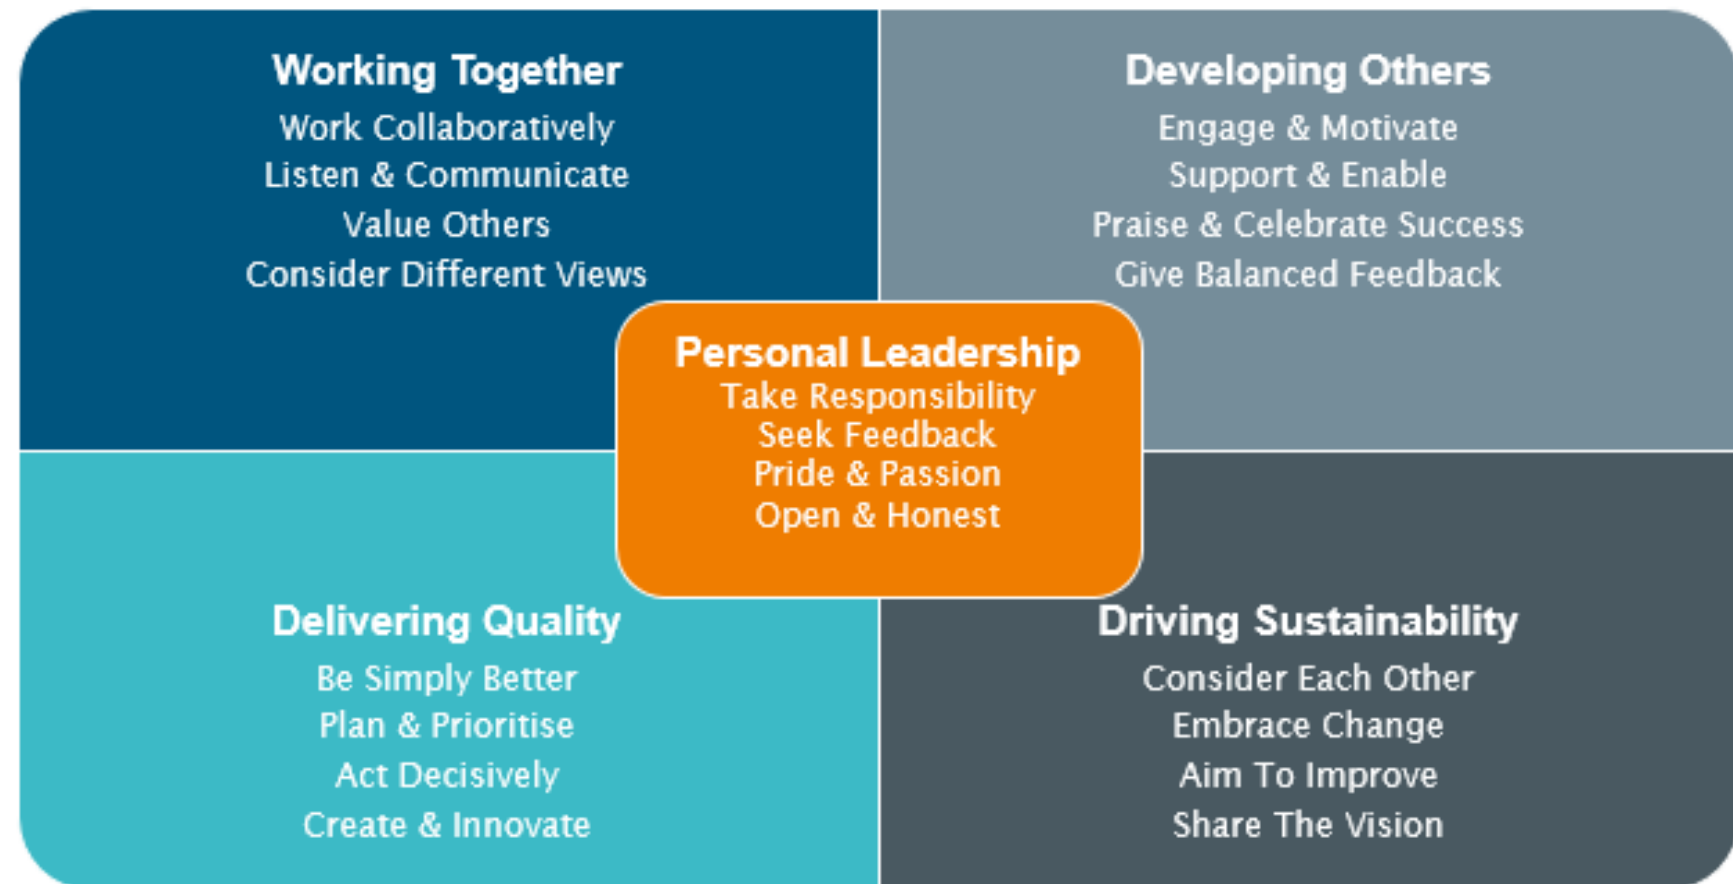 Working Together
Work Collaboratively
Listen & Communicate
Value Others
Consider Different Views
Developing Others
Engage & Motivate
Support & Enable
Praise & Celebrate Success
Give Balanced Feedback
Personal Leadership
Take Responsibility
Seek Feedback
Pride & Passion
Open & Honest
Delivering Quality
Be Simply Better
Plan & Prioritise
Act Decisively
Create & Innovate
Driving Sustainability
Consider Each Other
Embrace Change
Aim To Improve
Share The Vision